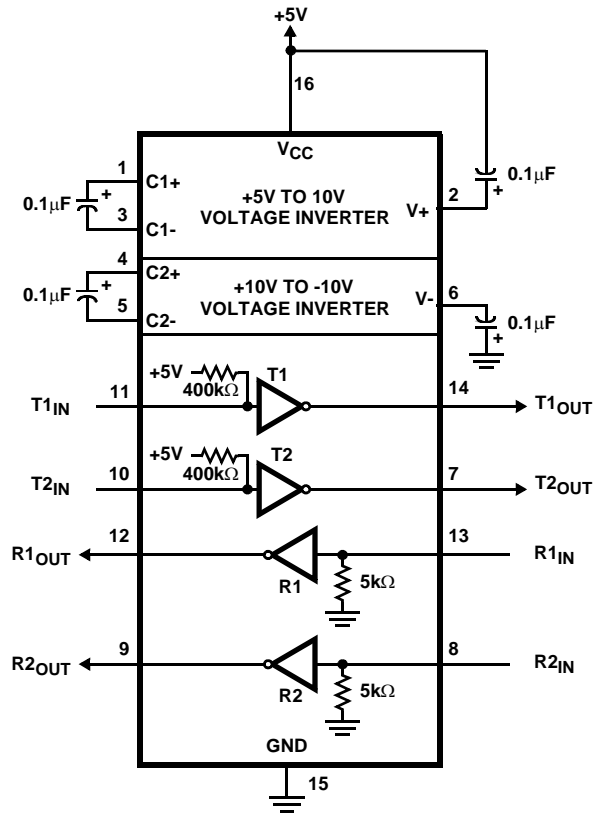 +5V
16
VCC
1
C1+
0.1μF
+
3
C1-
+5V TO 10V
VOLTAGE INVERTER
V+
2
+
0.1μF
4
C2+
0.1μF
+
5
C2-
+10V TO -10V
VOLTAGE INVERTER
V-
6
+
0.1μF
T1IN
11
+5V
400kΩ
T1
14
T1OUT
T2IN
10
+5V
400kΩ
T2
7
T2OUT
R1OUT
12
R1
5kΩ
13
R1IN
R2OUT
9
R2
5kΩ
8
R2IN
GND
15